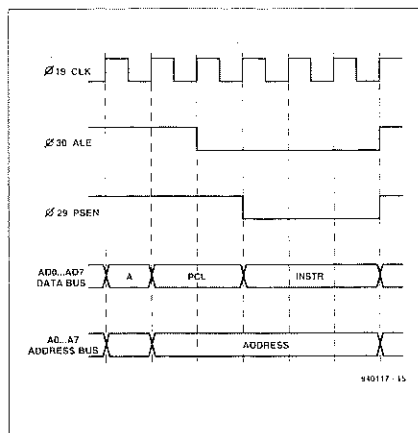 Ø19 CLK
Ø30 ALE
Ø29 PSEN
AD0...AD7
DATA BUS
A
PCL
INSTR
A0...A7
ADDRESS BUS
ADDRESS
940117 - 15